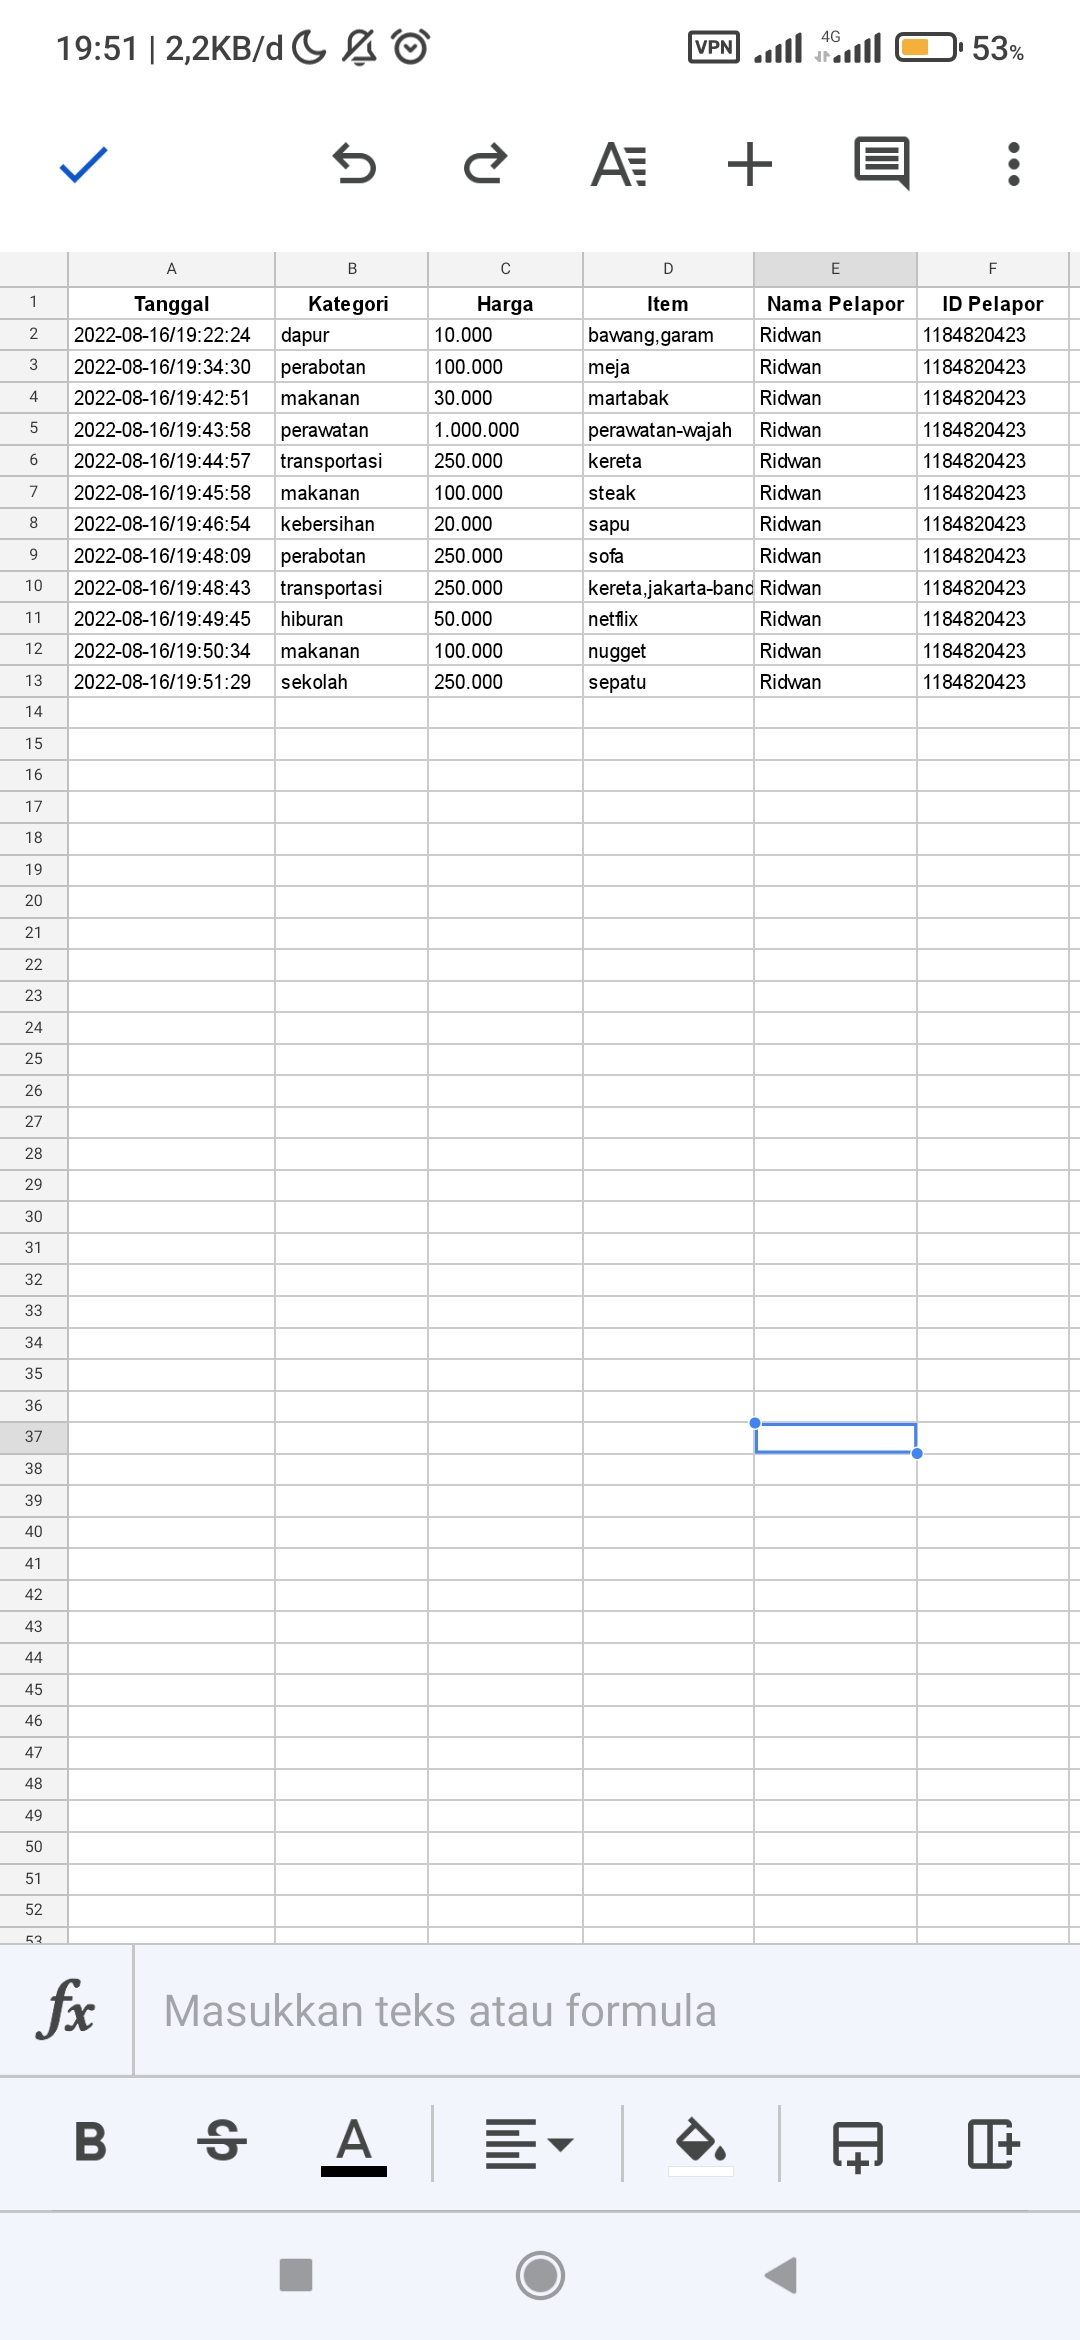 19:51 | 2,2KB/d VPN 4G 53%
A B C D E F
1 Tanggal Kategori Harga Item Nama Pelapor ID Pelapor
2 2022-08-16/19:22:24 dapur 10.000 bawang,garam Ridwan 1184820423
3 2022-08-16/19:34:30 perabotan 100.000 meja Ridwan 1184820423
4 2022-08-16/19:42:51 makanan 30.000 martabak Ridwan 1184820423
5 2022-08-16/19:43:58 perawatan 1.000.000 perawatan-wajah Ridwan 1184820423
6 2022-08-16/19:44:57 transportasi 250.000 kereta Ridwan 1184820423
7 2022-08-16/19:45:58 makanan 100.000 steak Ridwan 1184820423
8 2022-08-16/19:46:54 kebersihan 20.000 sapu Ridwan 1184820423
9 2022-08-16/19:48:09 perabotan 250.000 sofa Ridwan 1184820423
10 2022-08-16/19:48:43 transportasi 250.000 kereta,jakarta-band Ridwan 1184820423
11 2022-08-16/19:49:45 hiburan 50.000 netflix Ridwan 1184820423
12 2022-08-16/19:50:34 makanan 100.000 nugget Ridwan 1184820423
13 2022-08-16/19:51:29 sekolah 250.000 sepatu Ridwan 1184820423
14
15
16
17
18
19
20
21
22
23
24
25
26
27
28
29
30
31
32
33
34
35
36
37
38
39
40
41
42
43
44
45
46
47
48
49
50
51
52
53
fx Masukkan teks atau formula
B S A